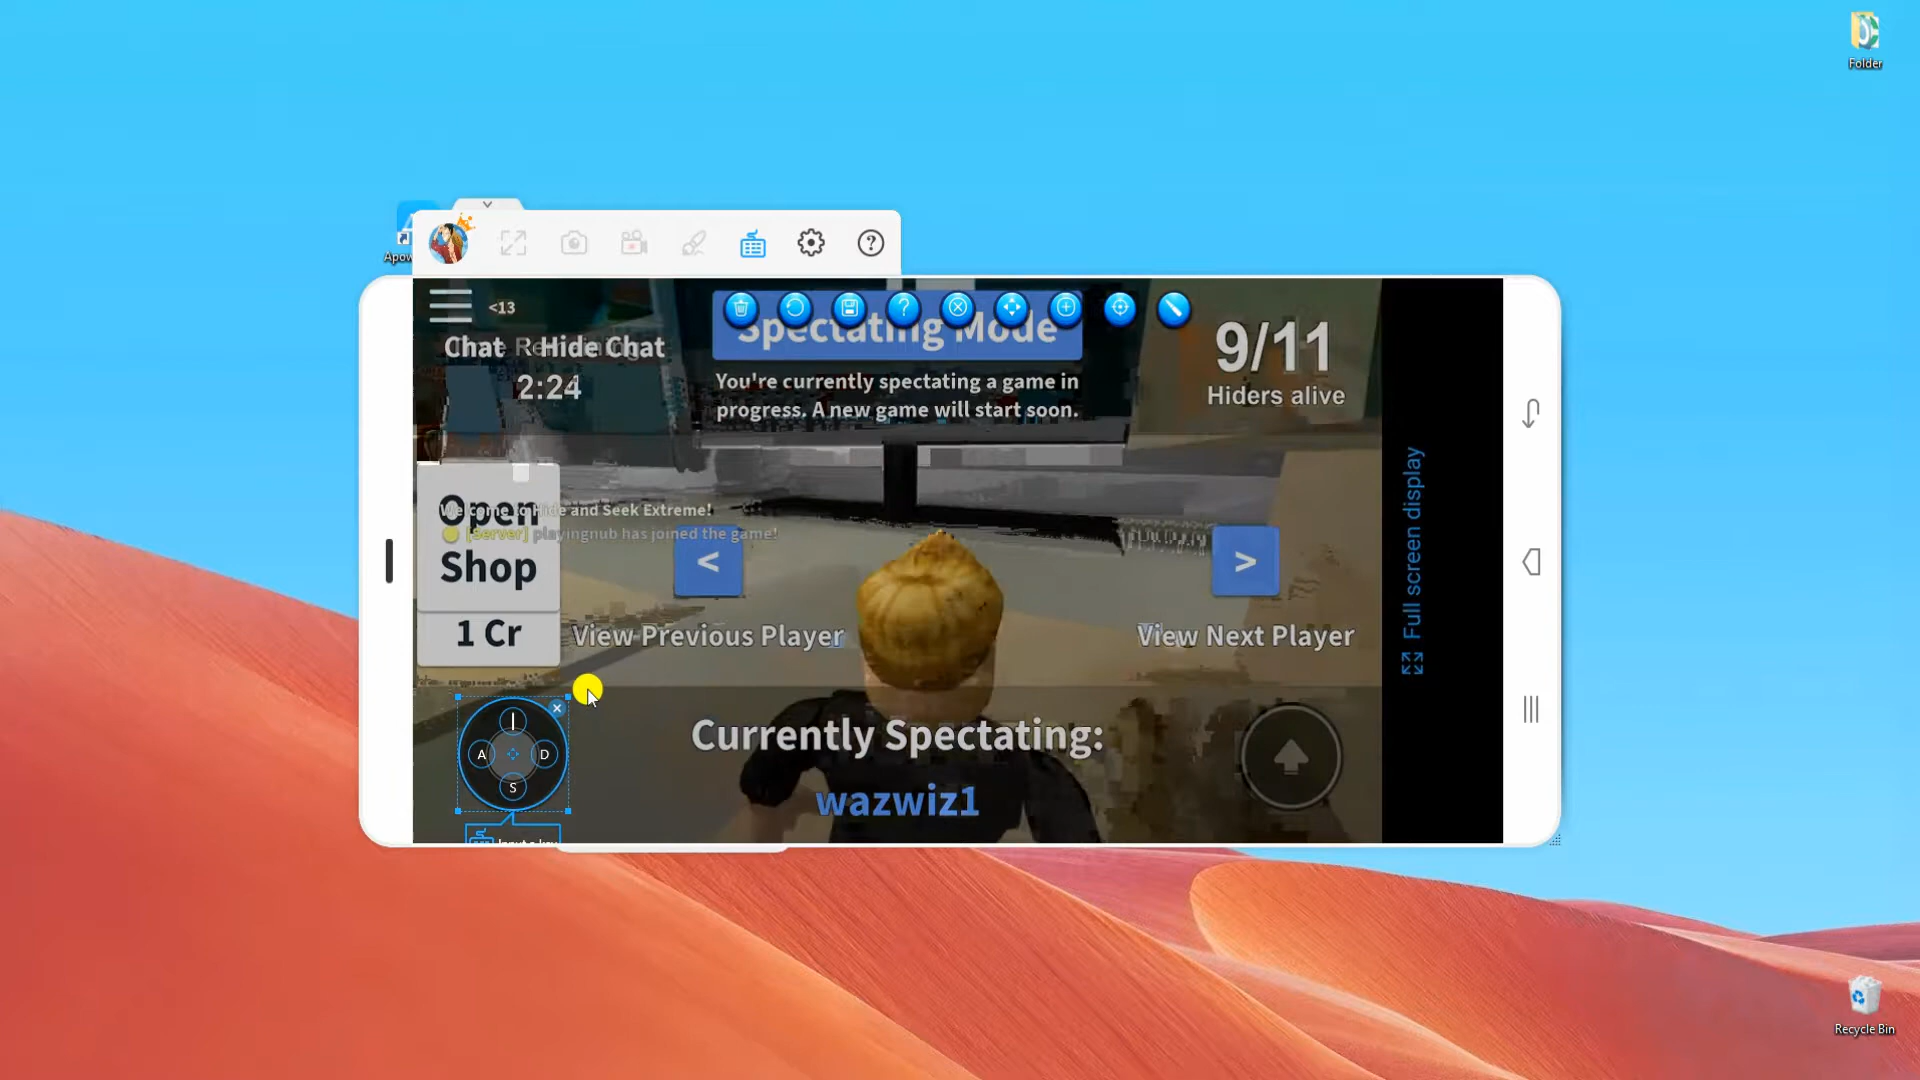 Folder
Apow
<13
Chat
Hide Chat
2:24
Spectating Mode
You're currently spectating a game in
progress. A new game will start soon.
9/11
Hiders alive
Open
Shop
1 Cr
Welcome to Hide and Seek Extreme!
[Server] playingnub has joined the game!
<
>
View Previous Player
View Next Player
Full screen display
A
D
S
Input a key
Currently Spectating:
wazwiz1
Recycle Bin